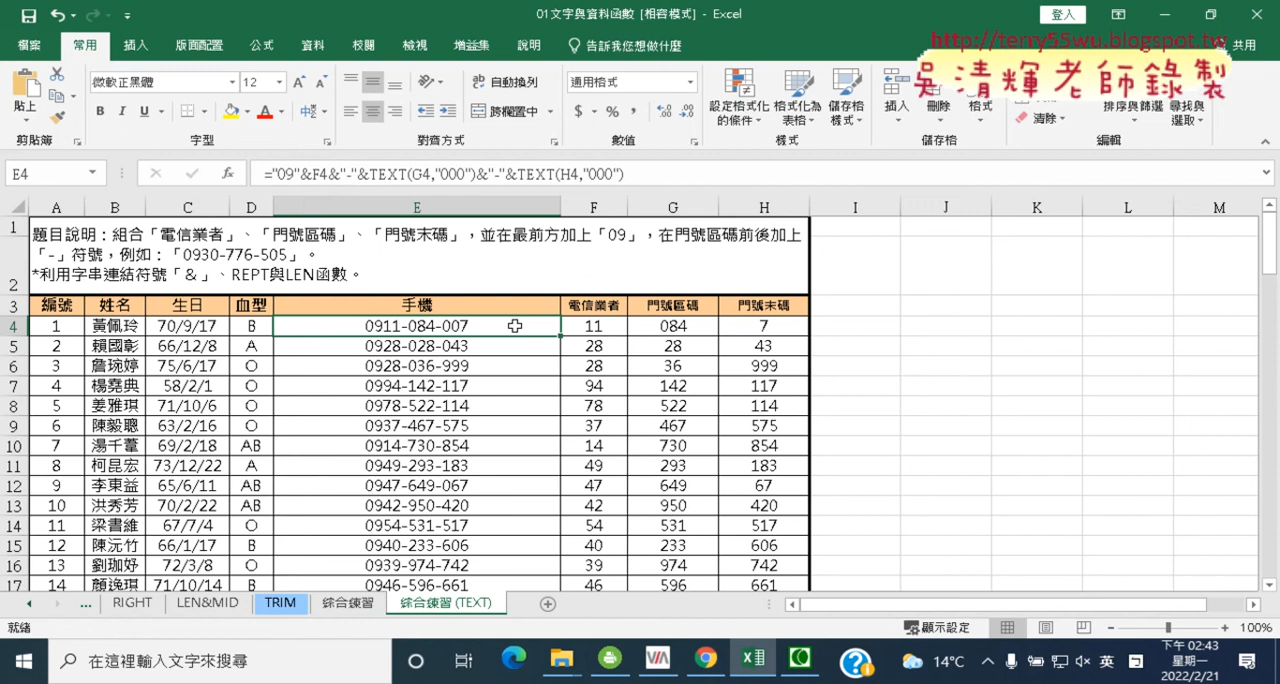 01文字與資料函數 [相容模式] - Excel
登入
http://terry55wu.blogspot.tw
吳清輝老師錄製
檔案 常用 插入 版面配置 公式 資料 校閱 檢視 增益集 說明 告訴我您想做什麼 共用
貼上 微軟正黑體 12 自動換列 通用格式
B I U 跨欄置中 $ % , 設定格式化的條件 格式化為表格 儲存格樣式 插入 刪除 格式 清除 排序與篩選 尋找與選取
剪貼簿 字型 對齊方式 數值 樣式 儲存格 編輯
E4 fx ="09"&F4&"-"&TEXT(G4,"000")&"-"&TEXT(H4,"000")
A B C D E F G H I J K L M
1 題目說明:組合「電信業者」、「門號區碼」、「門號末碼」,並在最前方加上「09」,在門號區碼前後加上
「-」符號,例如:「0930-776-505」。
2 *利用字串連結符號「&」、REPT與LEN函數。
3 編號 姓名 生日 血型 手機 電信業者 門號區碼 門號末碼
4 1 黃佩玲 70/9/17 B 0911-084-007 11 084 7
5 2 賴國彰 66/12/8 A 0928-028-043 28 28 43
6 3 詹琬婷 75/6/17 O 0928-036-999 28 36 999
7 4 楊堯典 58/2/1 O 0994-142-117 94 142 117
8 5 姜雅琪 71/10/6 O 0978-522-114 78 522 114
9 6 陳毅聰 63/2/16 O 0937-467-575 37 467 575
10 7 湯千葦 69/2/18 AB 0914-730-854 14 730 854
11 8 柯昆宏 73/12/22 A 0949-293-183 49 293 183
12 9 李東益 65/6/11 AB 0947-649-067 47 649 67
13 10 洪秀芳 70/2/22 AB 0942-950-420 42 950 420
14 11 梁書維 67/7/4 O 0954-531-517 54 531 517
15 12 陳沅竹 66/1/17 B 0940-233-606 40 233 606
16 13 劉珈妤 72/3/8 O 0939-974-742 39 974 742
17 14 顏逸琪 71/10/14 B 0946-596-661 46 596 661
... RIGHT LEN&MID TRIM 綜合練習 綜合練習 (TEXT)
就緒 顯示設定 100%
在這裡輸入文字來搜尋 14°C 英 下午 02:43
星期一
2022/2/21